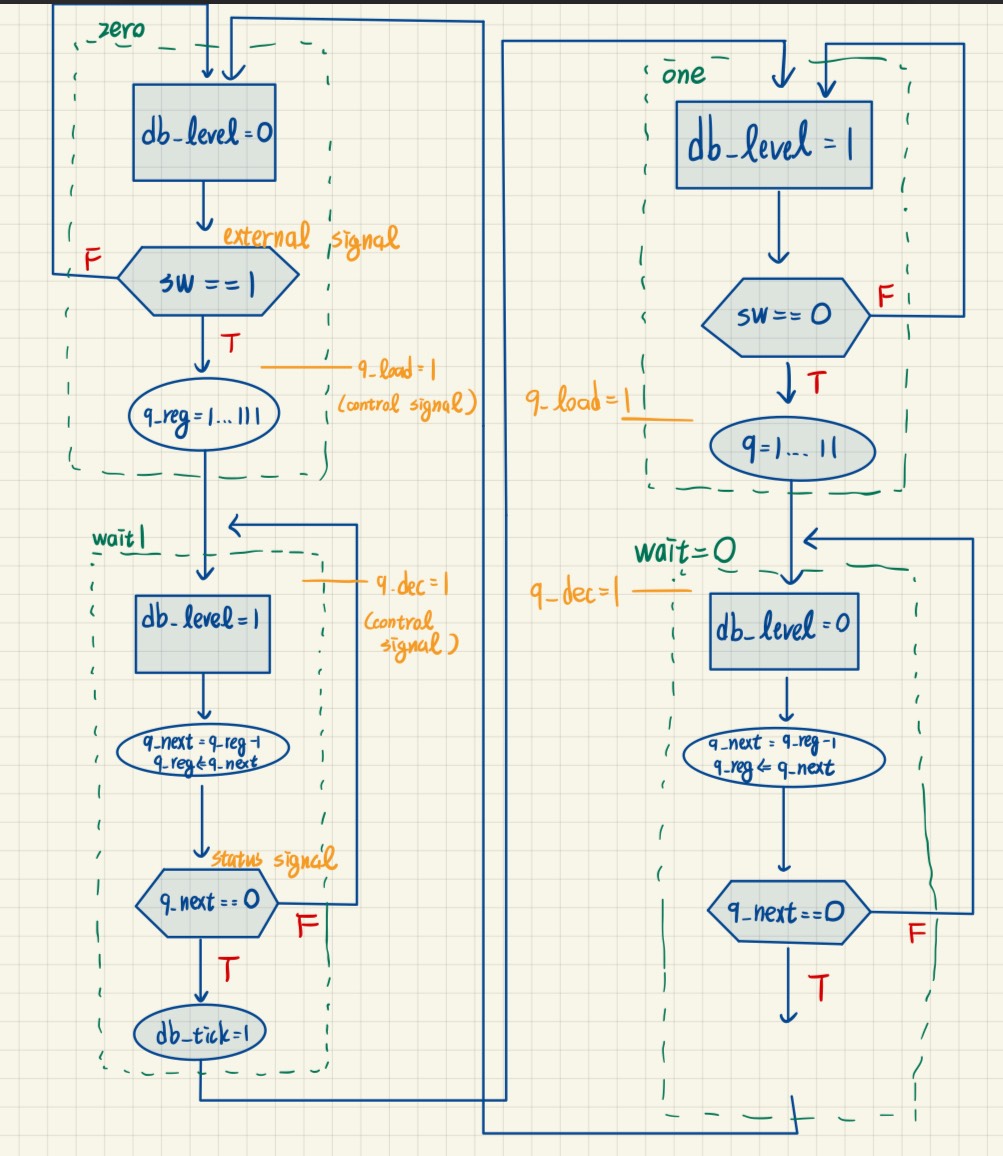 zero
db_level=0
external signal
F
sw == 1
T
q_load=1
(control signal)
q_reg=1...111
wait1
q_dec=1
(control
signal)
db_level=1
q_next = q_reg-1
q_reg⇐q_next
status signal
q_next == 0
F
T
db_tick=1
one
db_level = 1
F
sw== 0
T
q_load=1
q=1... 11
wait=0
q_dec=1
db_level=0
q_next = q_reg-1
q_reg ⇐ q_next
q_next==0
F
T